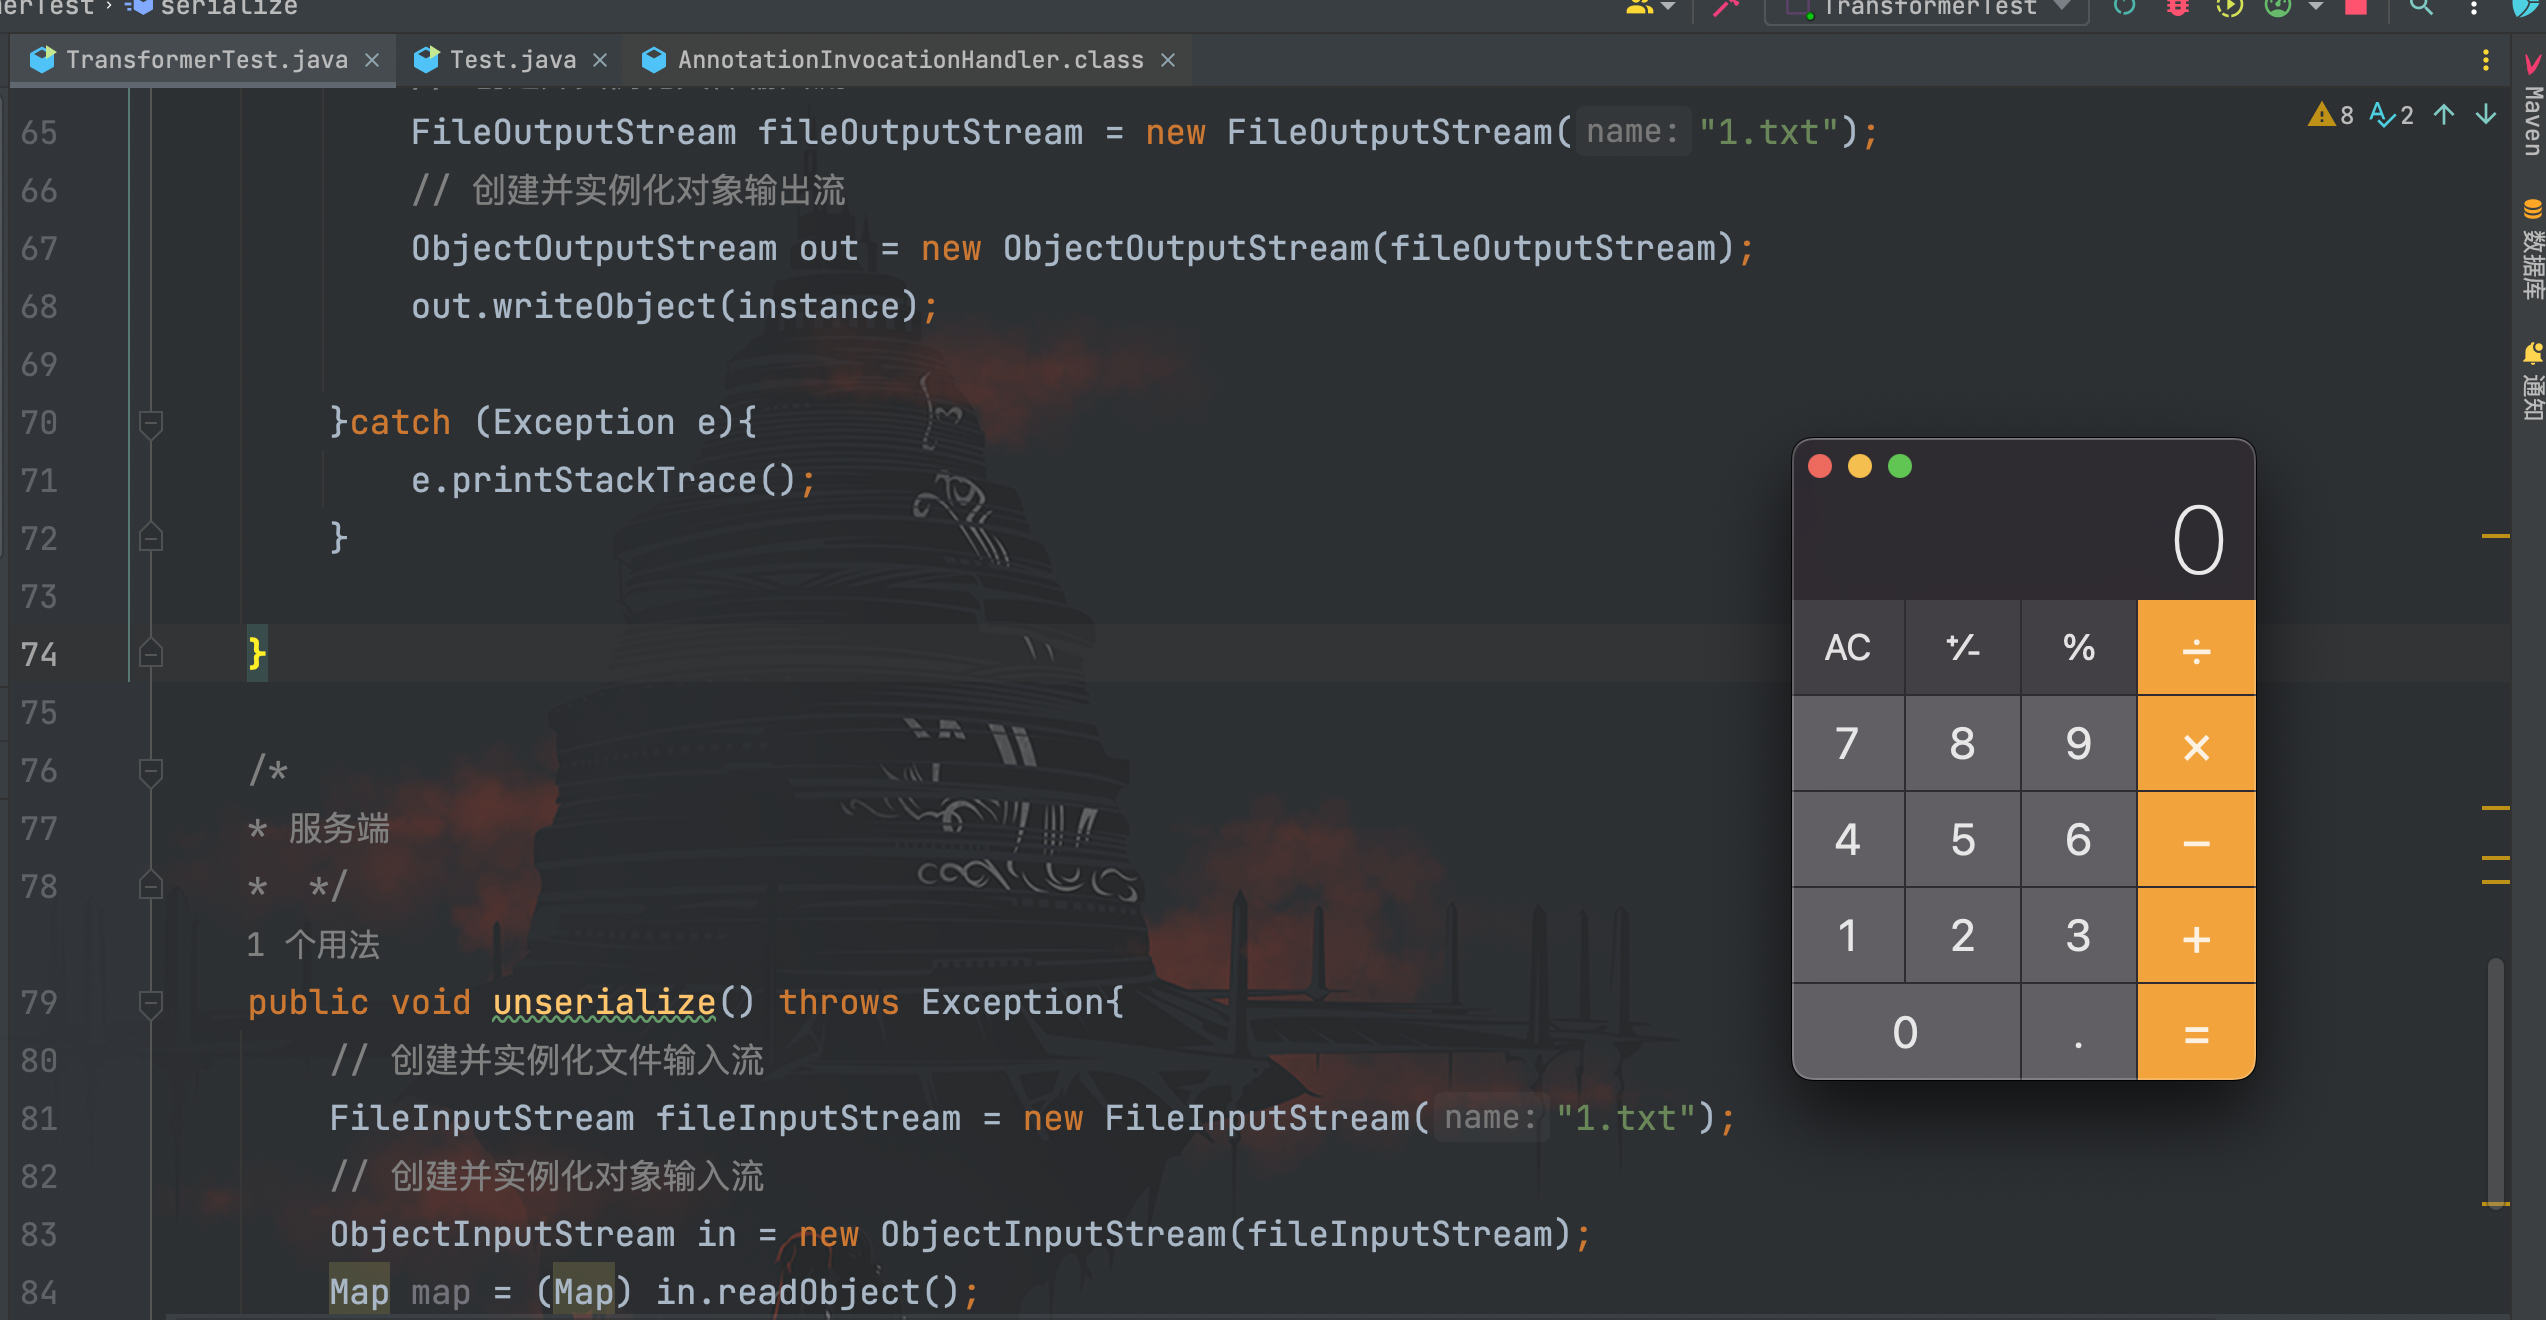 serialize
TransformerTest
TransformerTest.java
Test.java
AnnotationInvocationHandler.class
8
2
65 FileOutputStream fileOutputStream = new FileOutputStream( name: "1.txt");
66 // 创建并实例化对象输出流
67 ObjectOutputStream out = new ObjectOutputStream(fileOutputStream);
68 out.writeObject(instance);
69
70 }catch (Exception e){
71 e.printStackTrace();
72 }
73
74 }
75
76 /*
77 * 服务端
78 * */
1 个用法
79 public void unserialize() throws Exception{
80 // 创建并实例化文件输入流
81 FileInputStream fileInputStream = new FileInputStream( name: "1.txt");
82 // 创建并实例化对象输入流
83 ObjectInputStream in = new ObjectInputStream(fileInputStream);
84 Map map = (Map) in.readObject();
Maven
数据库
通知
0
AC ⁺∕₋ % ÷
7 8 9 ×
4 5 6 −
1 2 3 +
0 . =